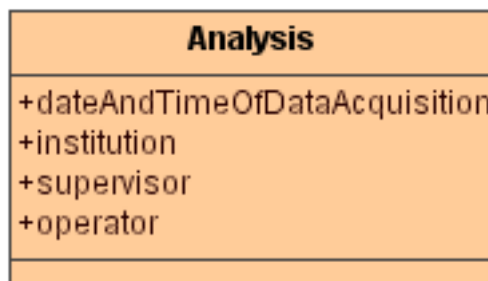 Analysis
+dateAndTimeOfDataAcquisition
+institution
+supervisor
+operator